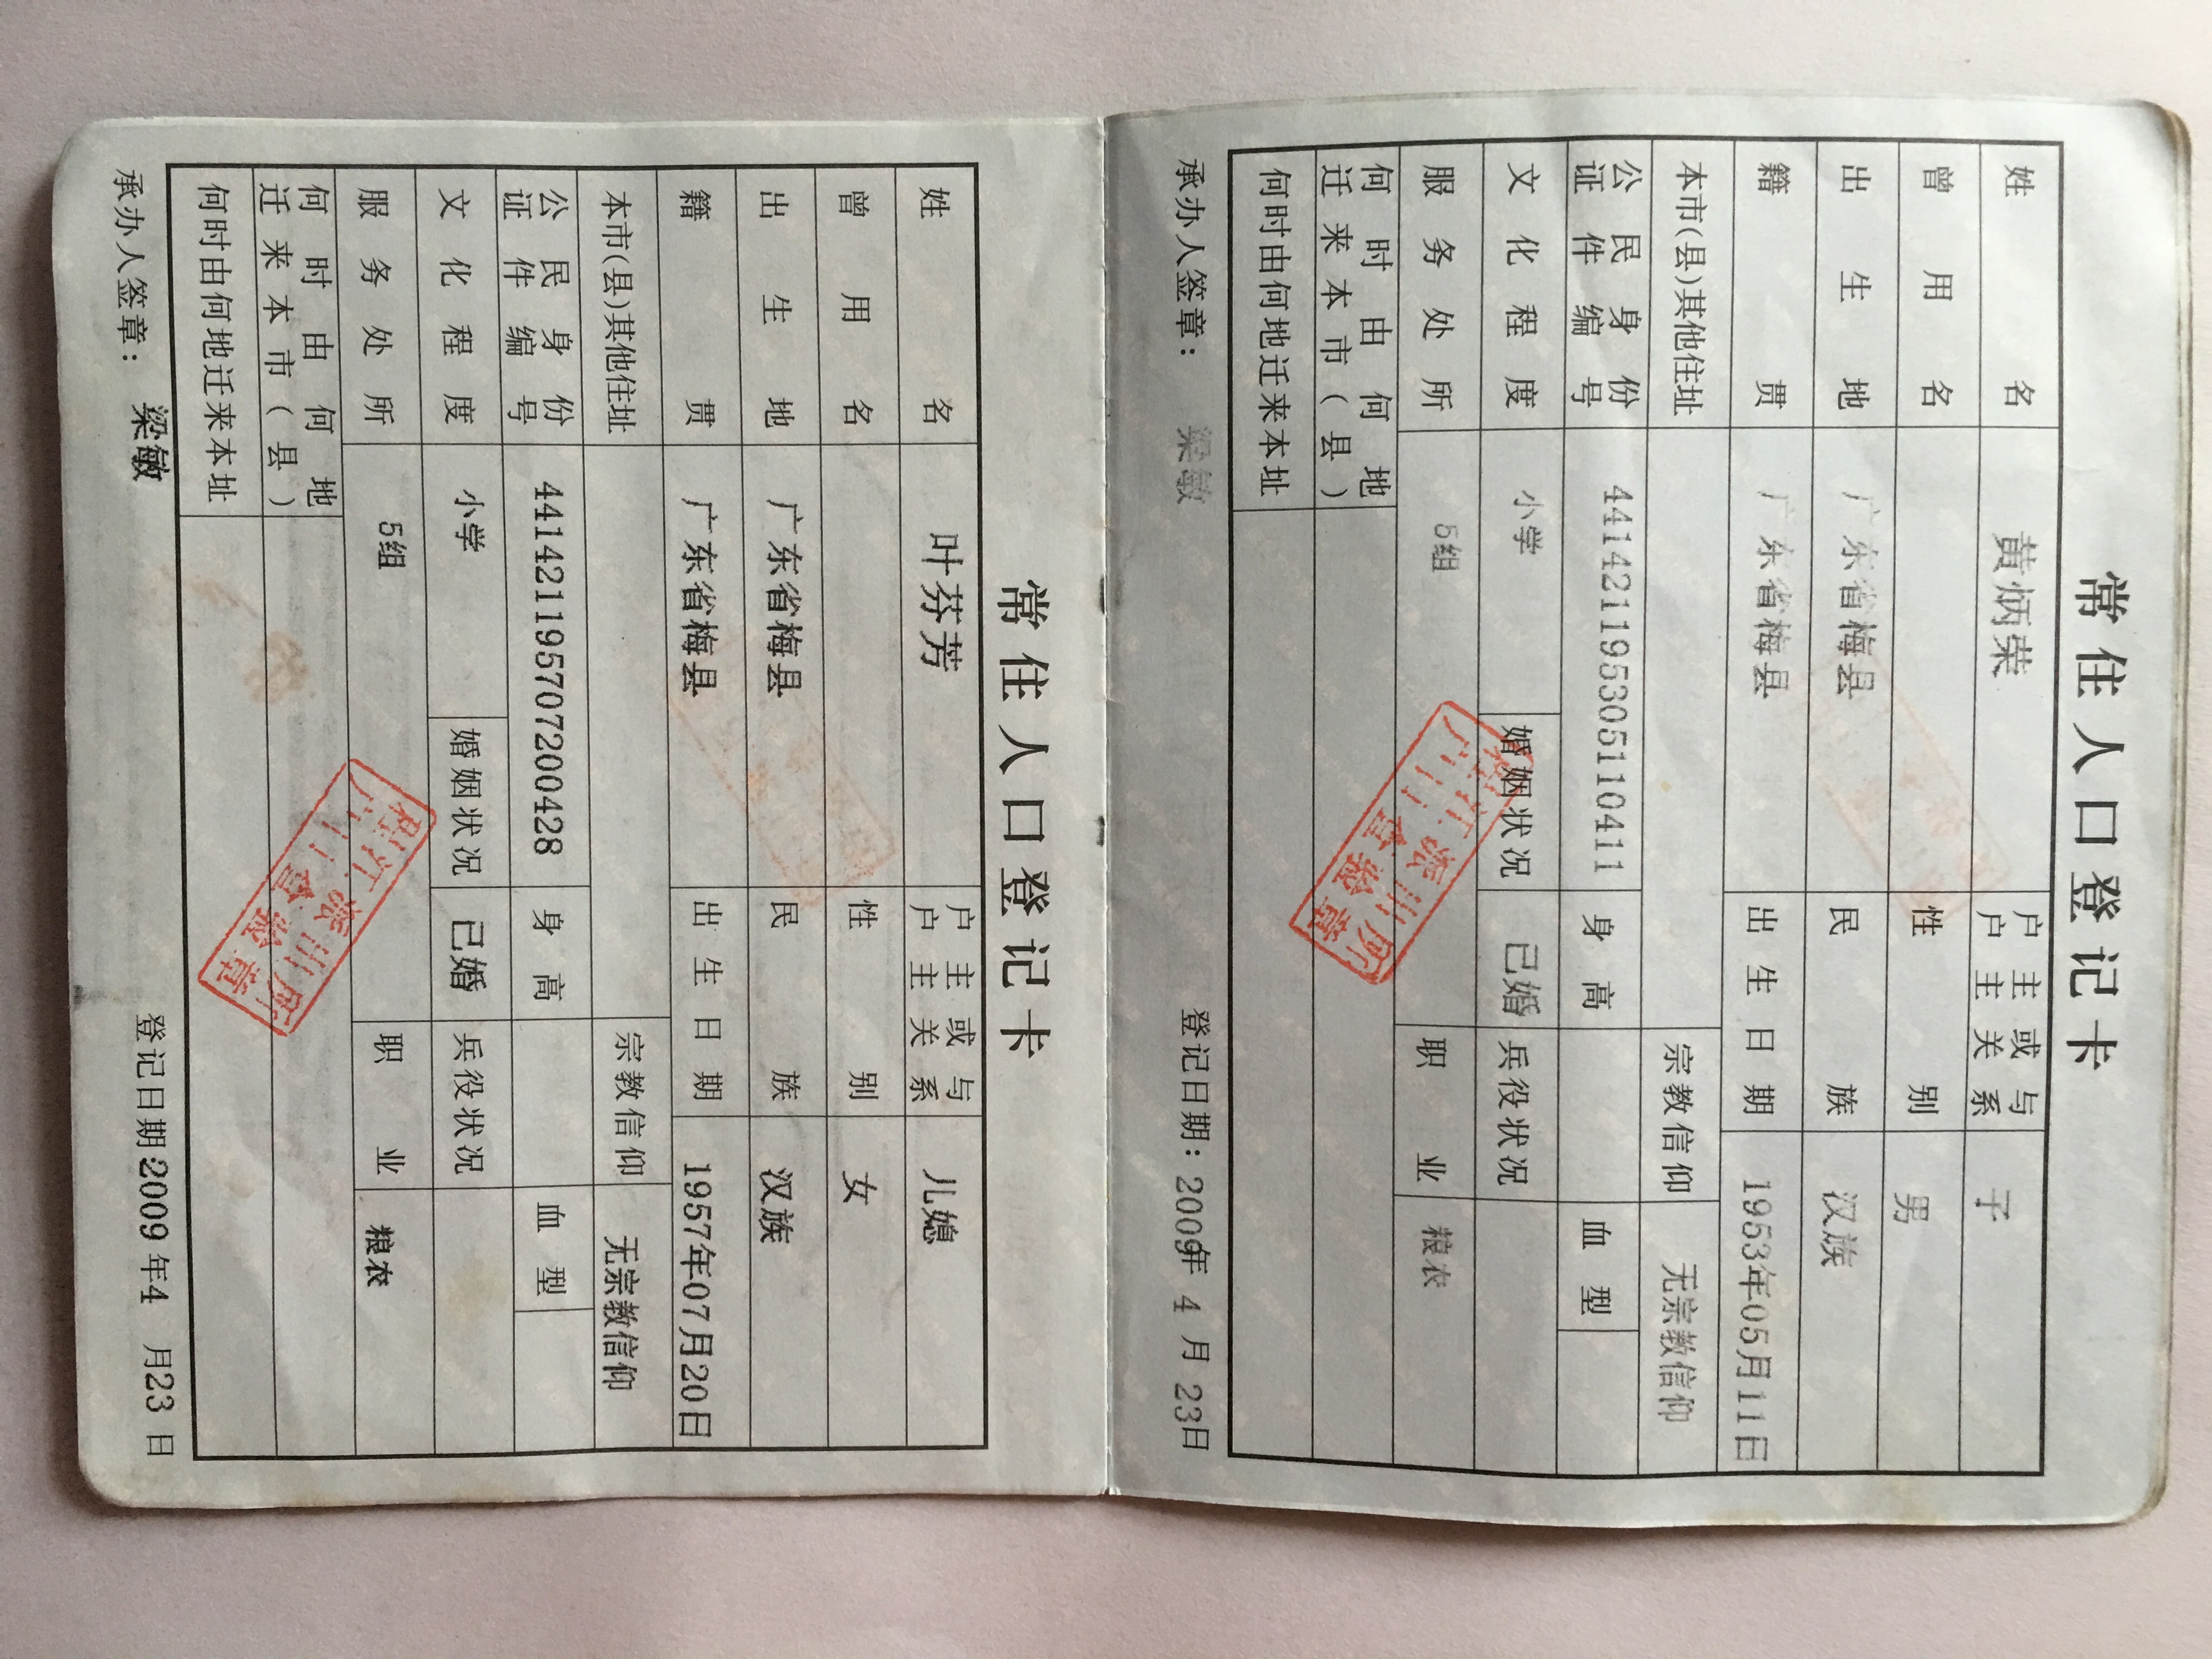 常住人口登记卡
姓名 黄炳荣 户主或与户主关系 子
曾用名 性别 男
出生地 广东省梅县 民族 汉族
籍贯 广东省梅县 出生日期 1953年05月11日
本市(县)其他住址 宗教信仰 无宗教信仰
公民身份证件编号 441421195305110411 身高 血型
文化程度 小学 婚姻状况 已婚 兵役状况
服务处所 5组 职业 粮农
何时由何地迁来本市(县)
何时由何地迁来本址
承办人签章: 梁敏 登记日期: 2009年 4 月 23日
常住人口登记卡
姓名 叶芬芳 户主或与户主关系 儿媳
曾用名 性别 女
出生地 广东省梅县 民族 汉族
籍贯 广东省梅县 出生日期 1957年07月20日
本市(县)其他住址 宗教信仰 无宗教信仰
公民身份证件编号 441421195707200428 身高 血型
文化程度 小学 婚姻状况 已婚 兵役状况
服务处所 5组 职业 粮农
何时由何地迁来本市(县)
何时由何地迁来本址
承办人签章: 梁敏 登记日期:2009 年4 月23 日